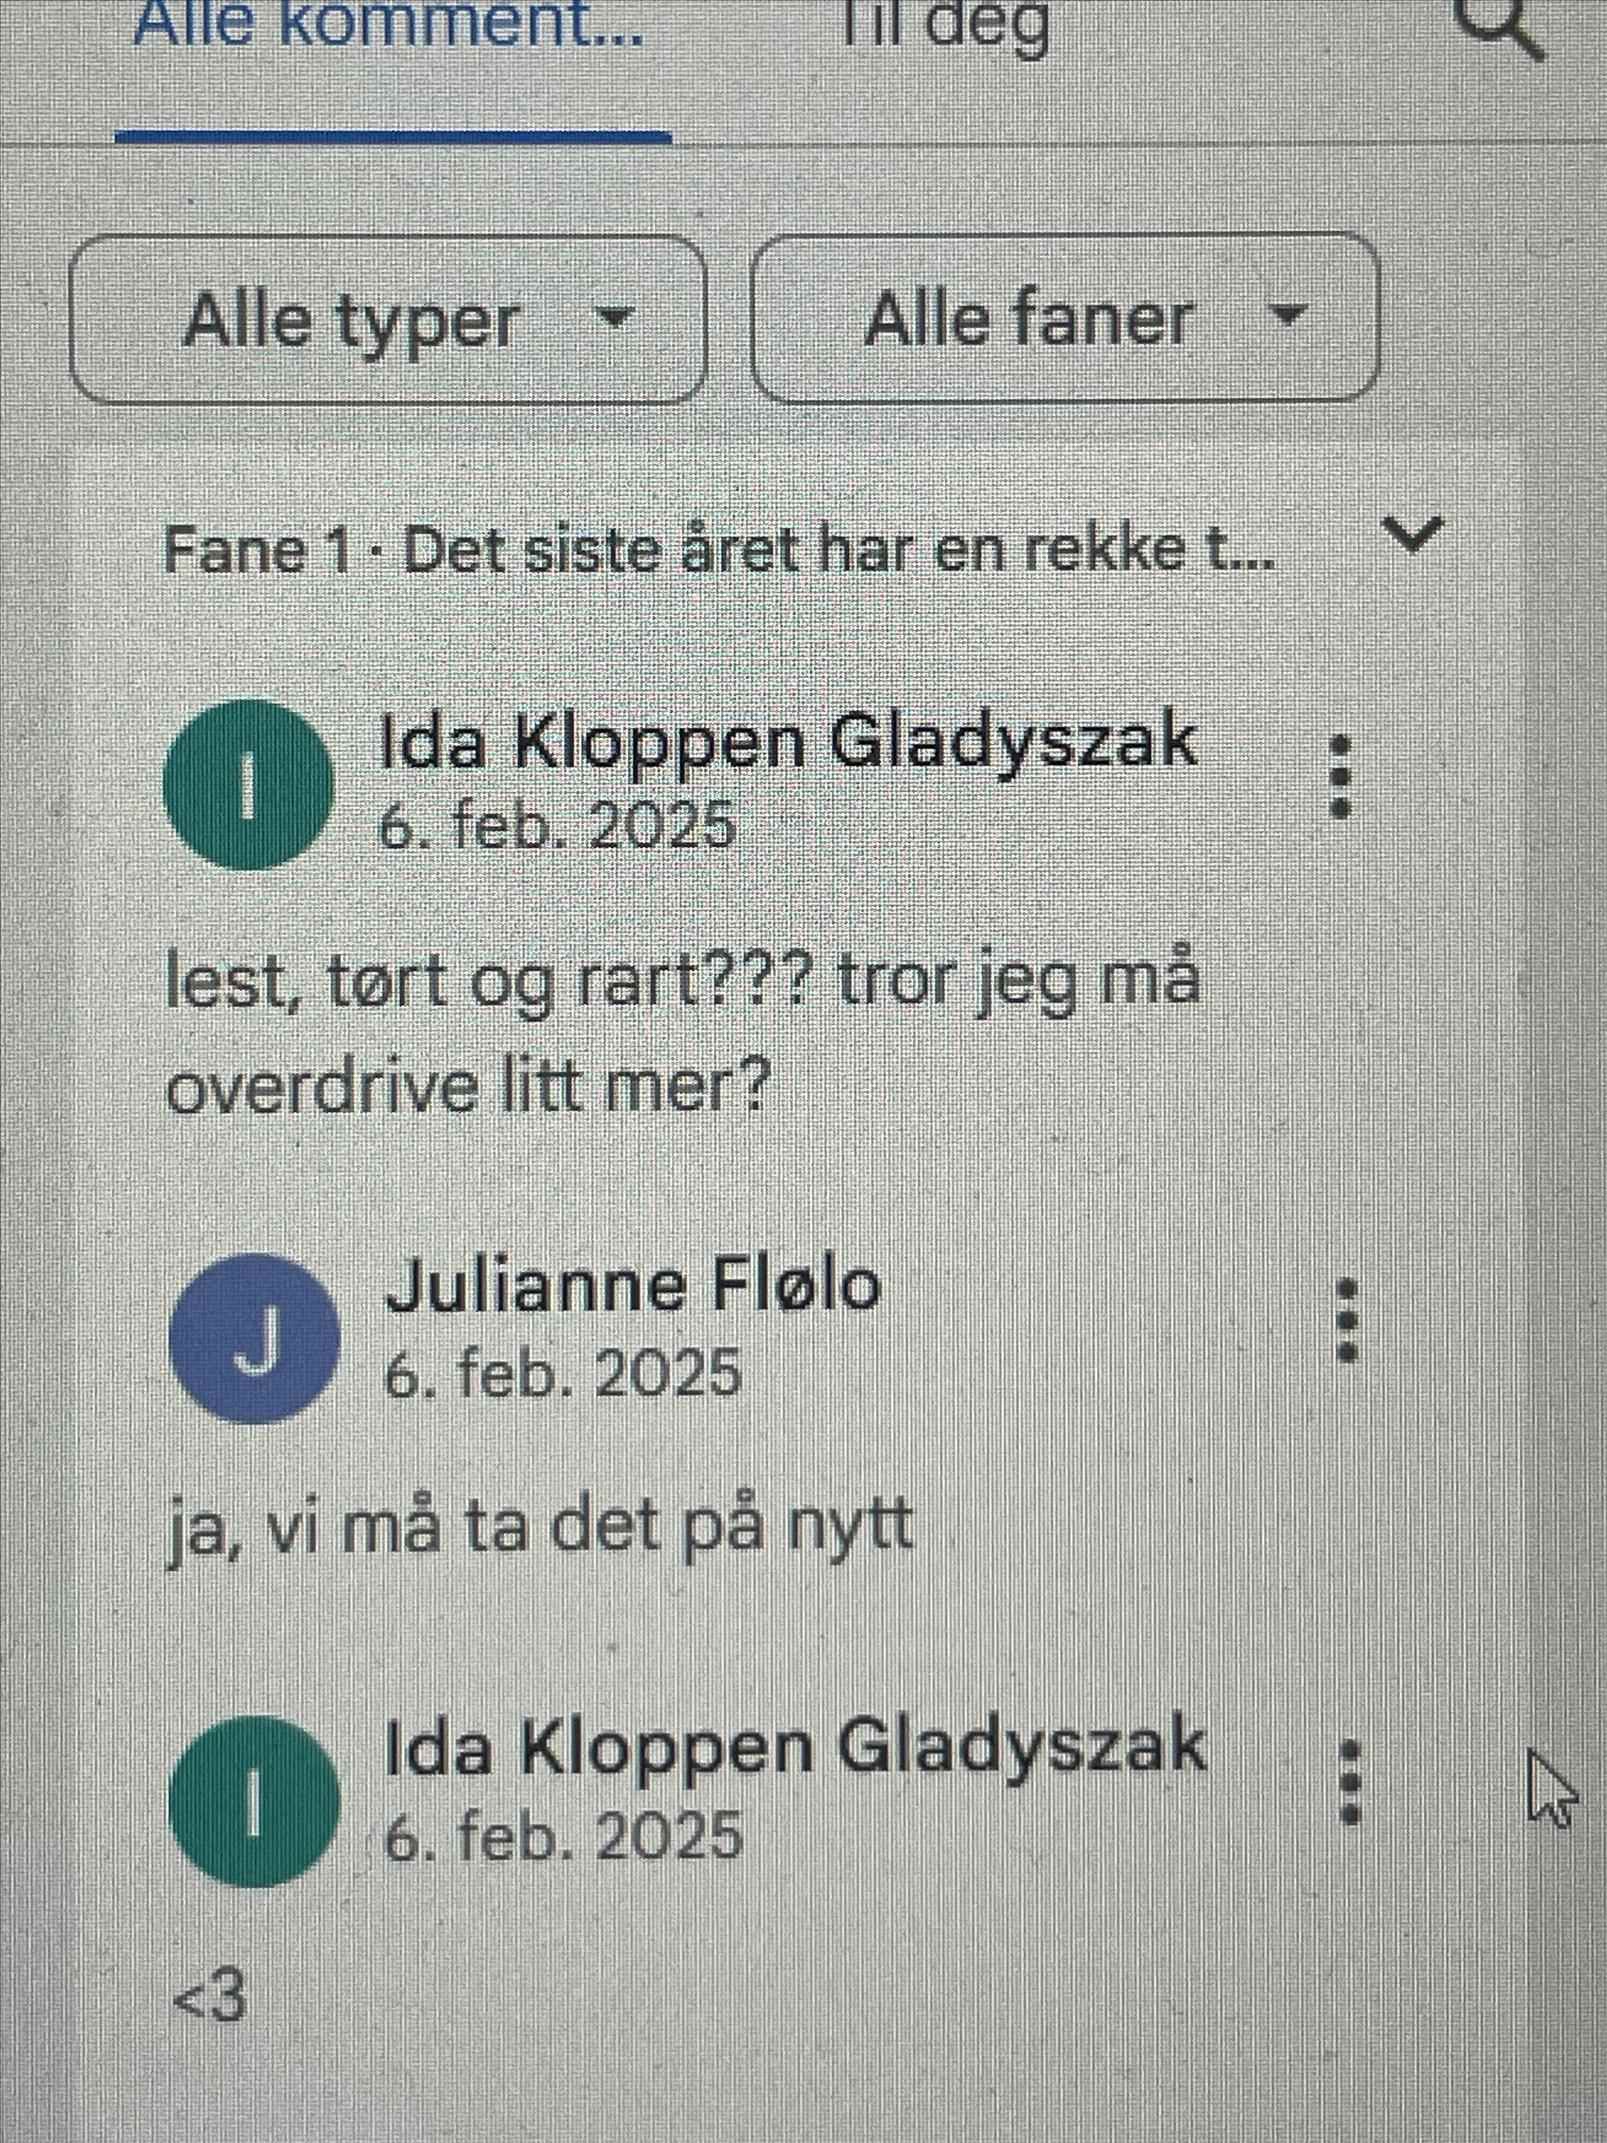 Alle komment...
Til deg
Alle typer
Alle faner
Fane 1 · Det siste året har en rekke t...
I
Ida Kloppen Gladyszak
6. feb. 2025
lest, tørt og rart??? tror jeg må
overdrive litt mer?
J
Julianne Flølo
6. feb. 2025
ja, vi må ta det på nytt
I
Ida Kloppen Gladyszak
6. feb. 2025
<3